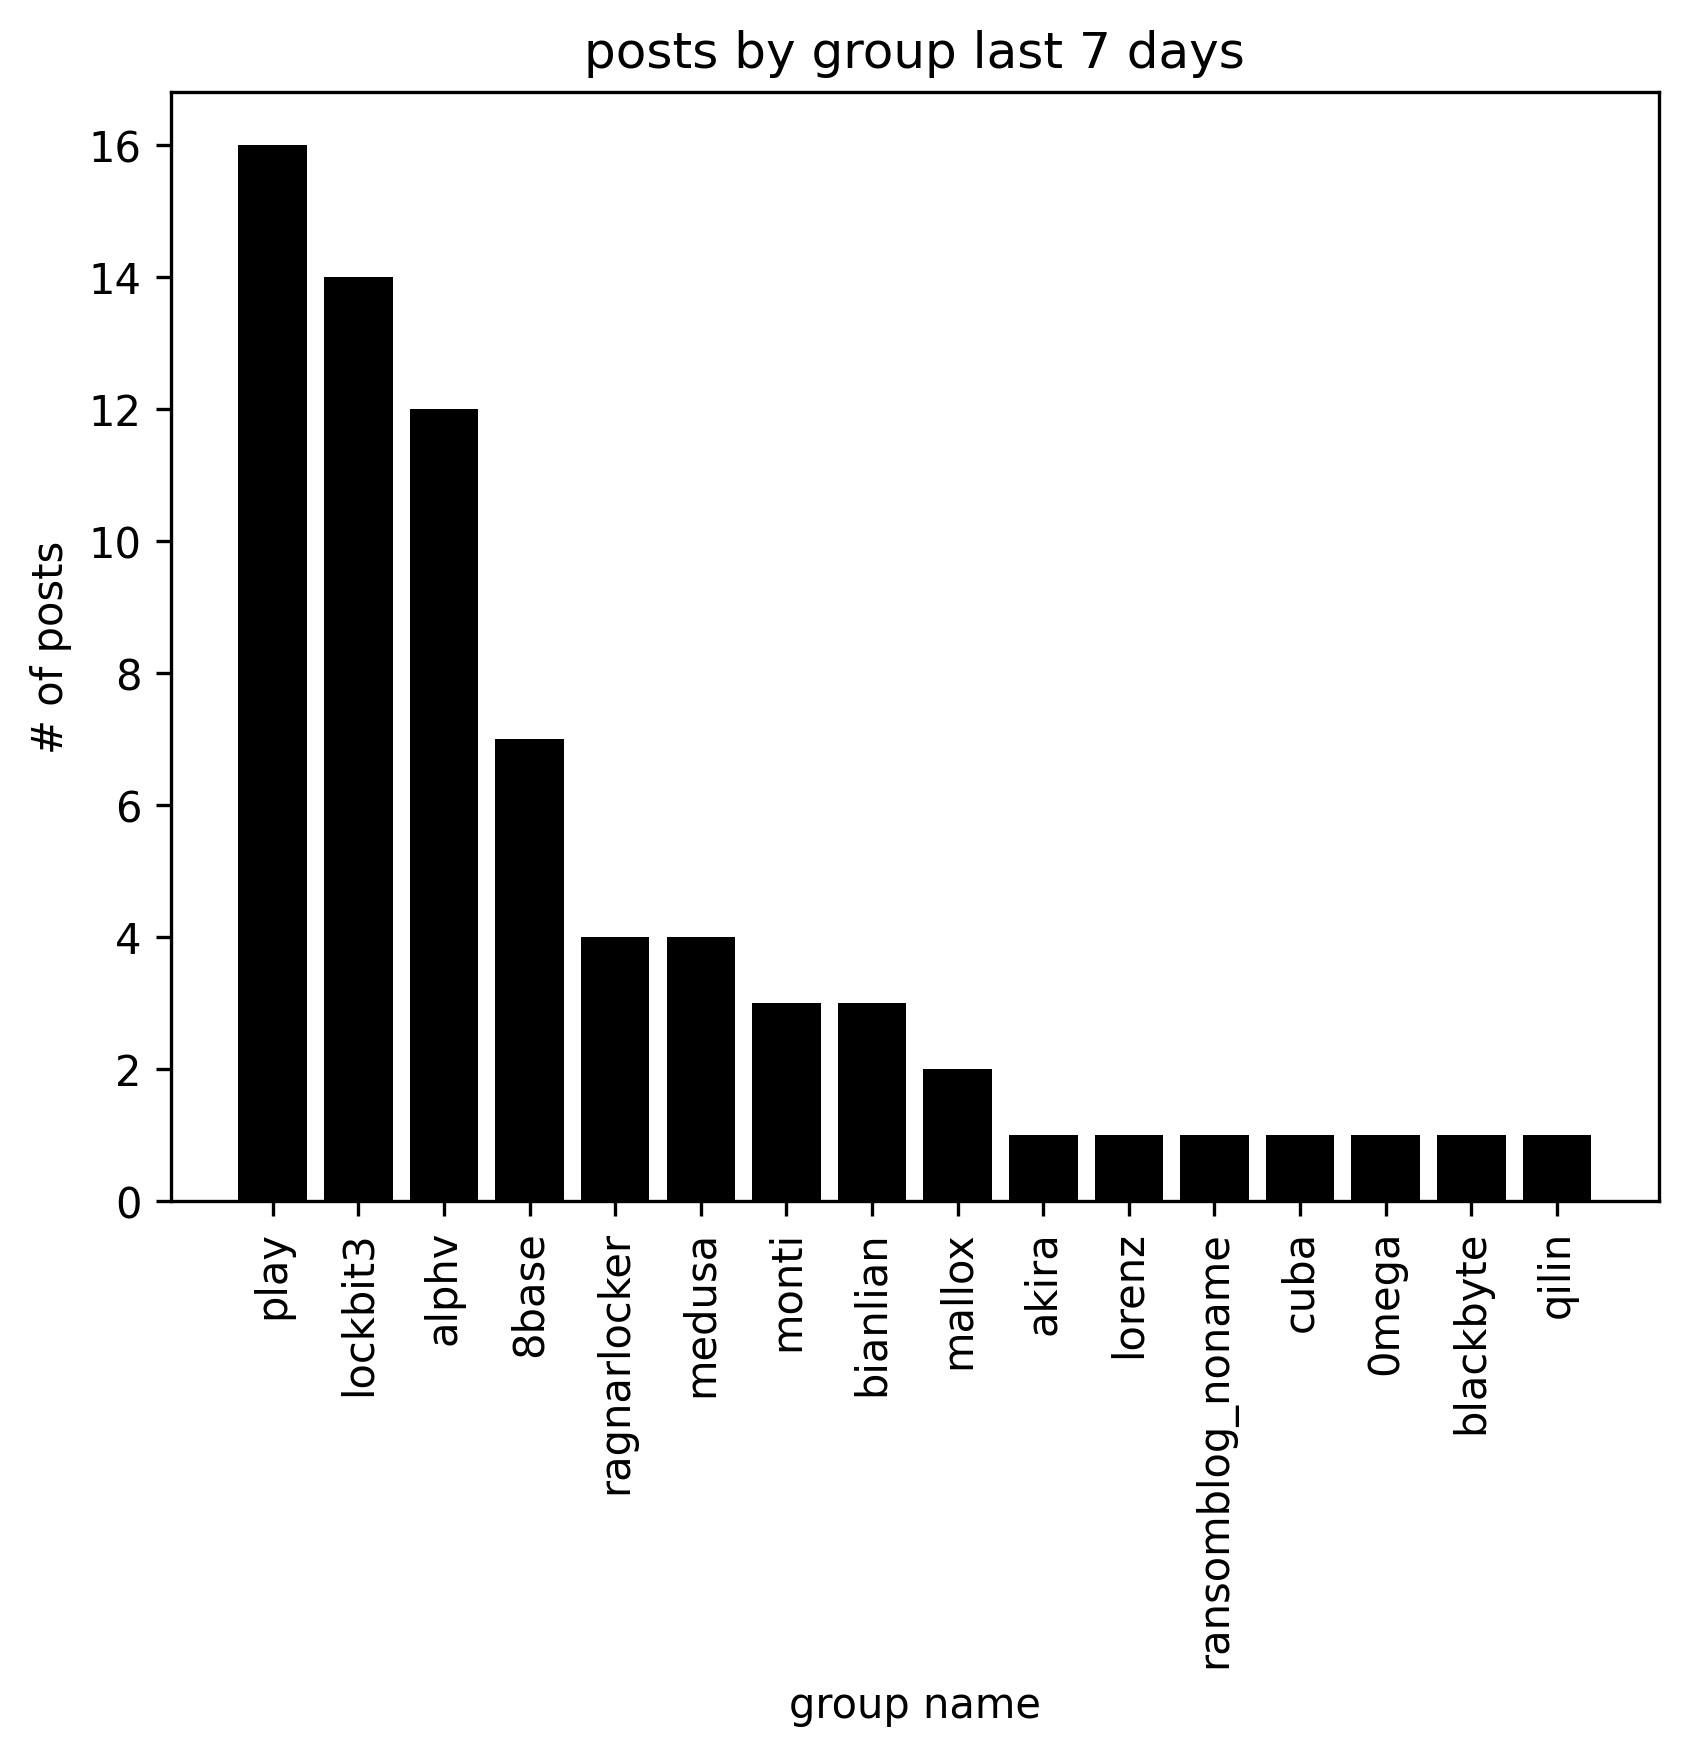 posts by group last 7 days
# of posts
16
14
12
10
8
6
4
2
0
play
lockbit3
alphv
8base
ragnarlocker
medusa
monti
bianlian
mallox
akira
lorenz
ransomblog_noname
cuba
0mega
blackbyte
qilin
group name